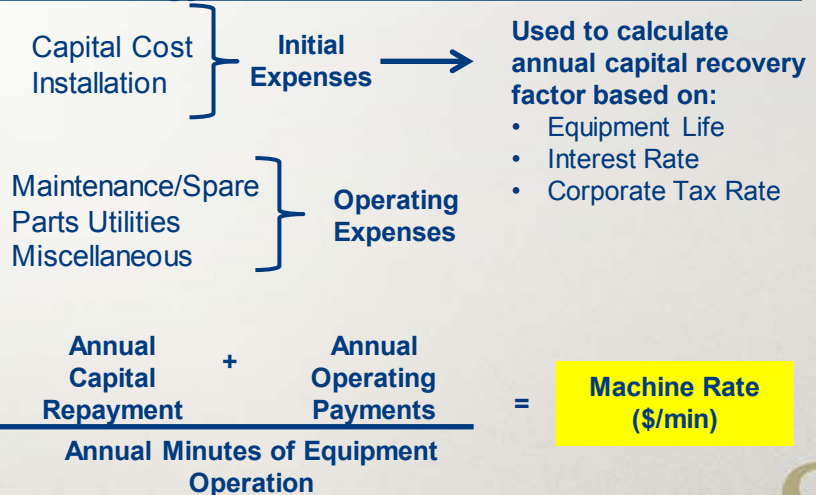 Capital Cost
Installation
Initial
Expenses
Used to calculate
annual capital recovery
factor based on:
• Equipment Life
• Interest Rate
• Corporate Tax Rate
Maintenance/Spare
Parts Utilities
Miscellaneous
Operating
Expenses
Annual
Capital
Repayment
+
Annual
Operating
Payments
=
Machine Rate
($/min)
Annual Minutes of Equipment
Operation